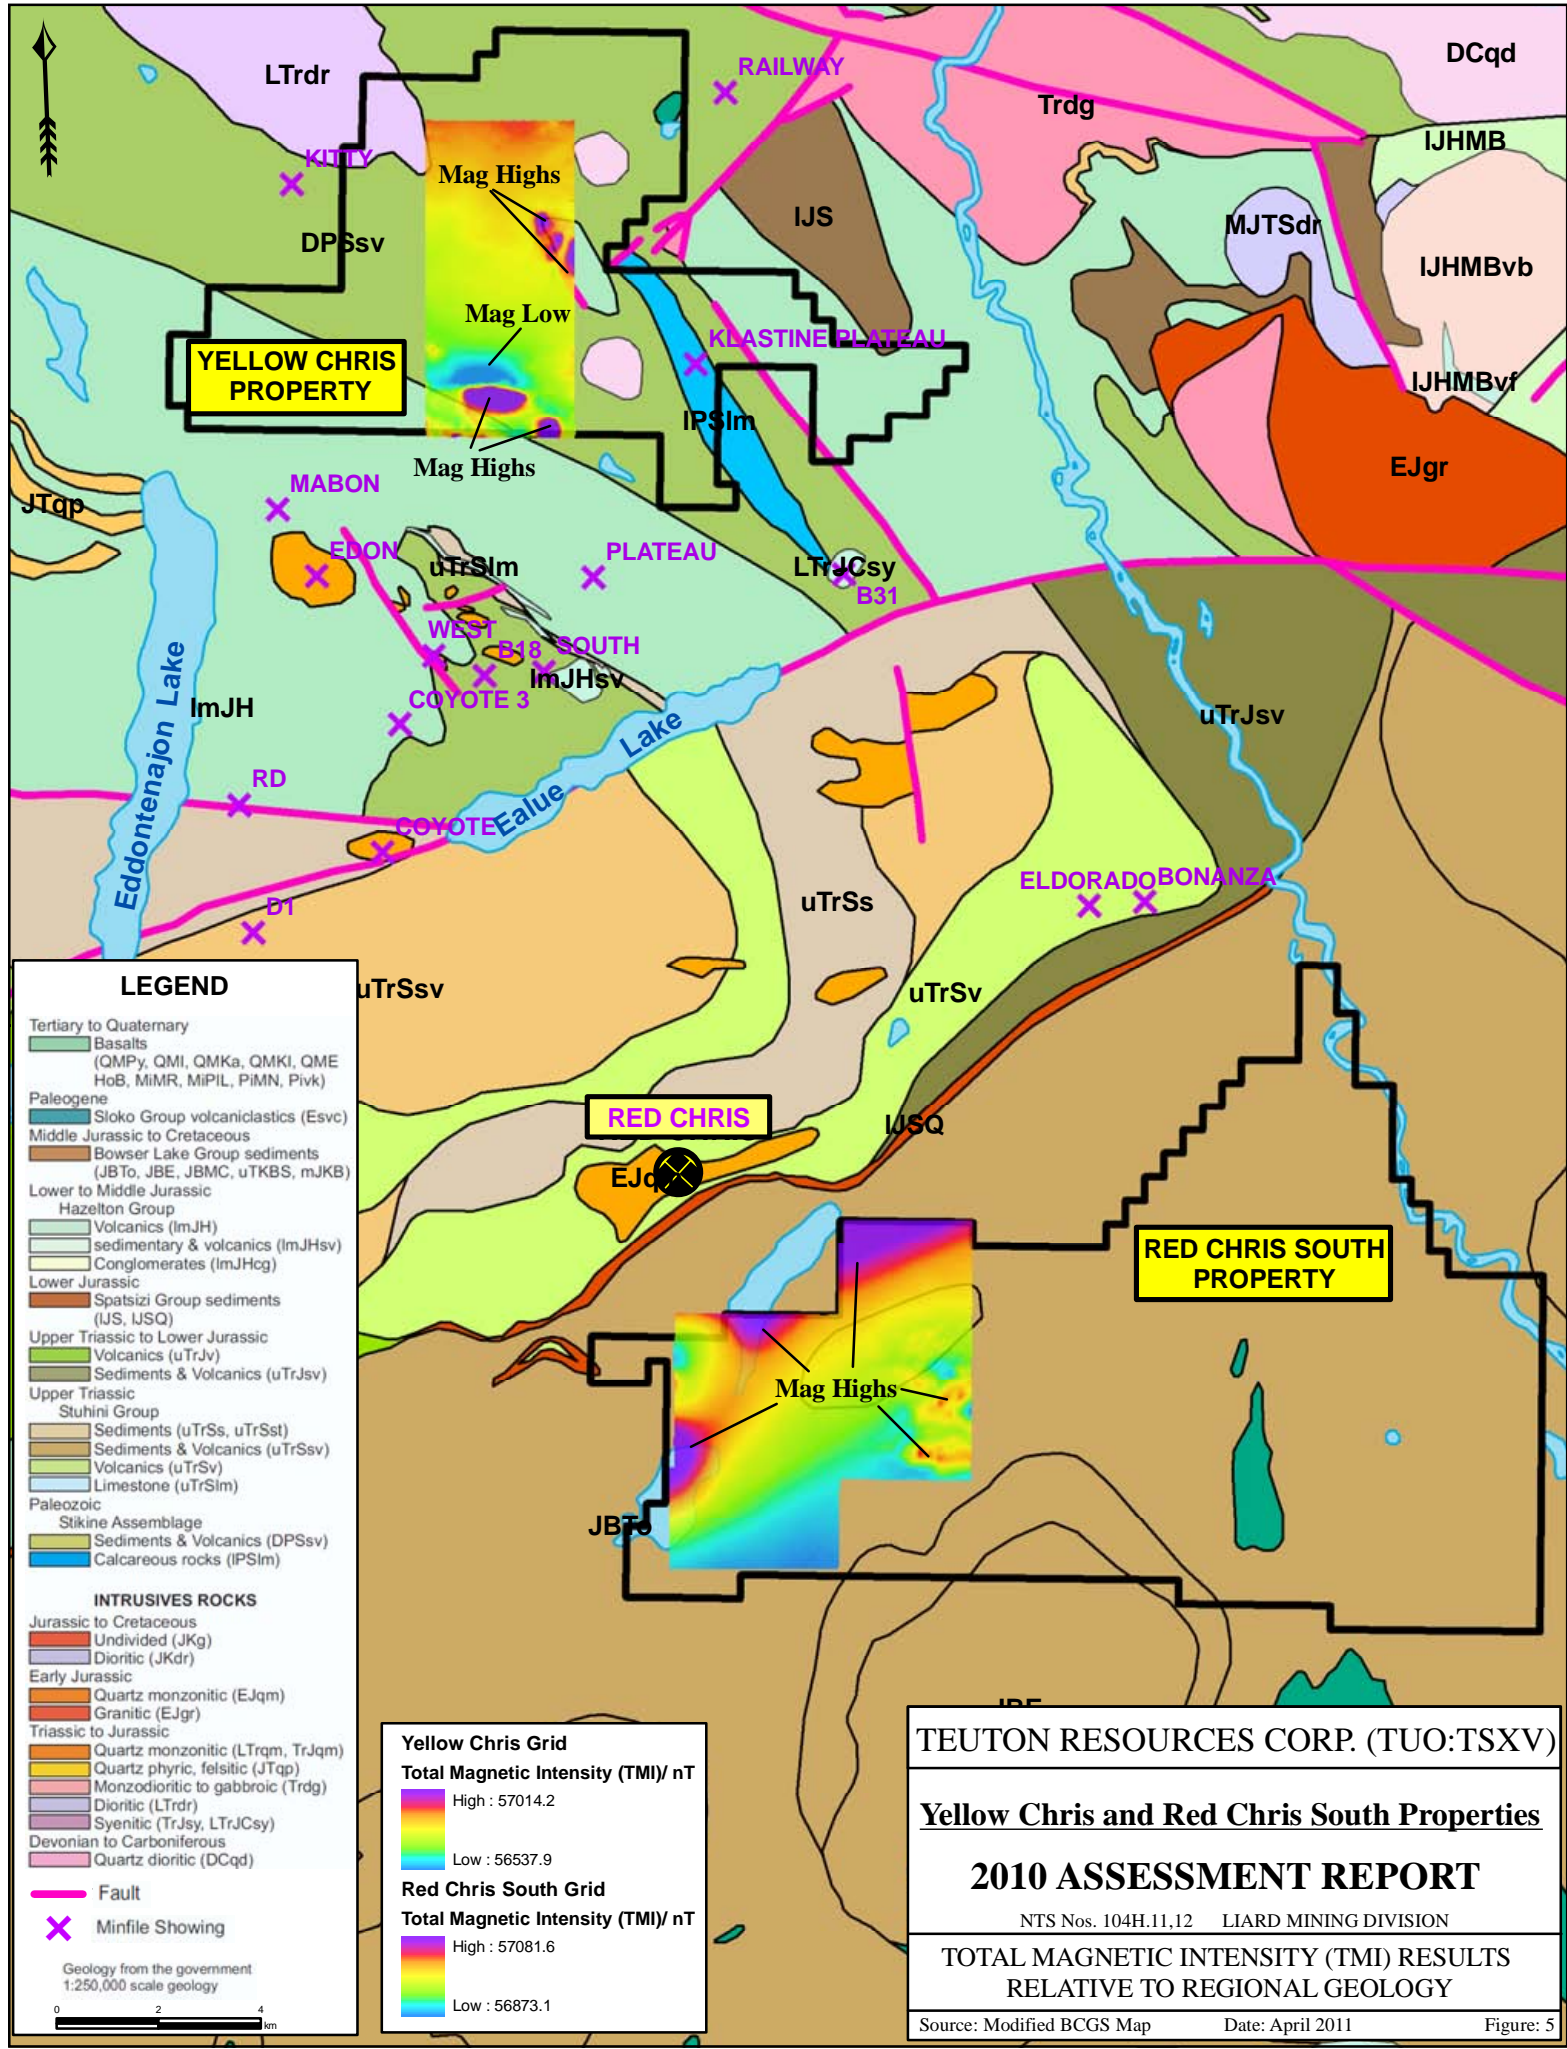 LTrdr
RAILWAY
DCqd
Trdg
KITTY
Mag Highs
IJHMB
DPSsv
IJS
MJTSdr
IJHMBvb
Mag Low
KLASTINE PLATEAU
YELLOW CHRIS
PROPERTY
IJHMBvf
IPSlm
Mag Highs
EJgr
JTqp
MABON
EDON
uTrSlm
PLATEAU
LTrJCsy
B31
WEST
B18
SOUTH
lmJHsv
COYOTE 3
lmJH
Eddontenajon Lake
Ealue Lake
uTrJsv
RD
COYOTE
D1
uTrSs
ELDORADO
BONANZA
uTrSsv
uTrSv
RED CHRIS
IJSQ
RED CHRIS SOUTH
PROPERTY
Mag Highs
JBTo
LEGEND
Tertiary to Quaternary
Basalts
(QMPy, QMI, QMKa, QMKI, QME
HoB, MiMR, MiPIL, PiMN, Pivk)
Paleogene
Sloko Group volcaniclastics (Esvc)
Middle Jurassic to Cretaceous
Bowser Lake Group sediments
(JBTo, JBE, JBMC, uTKBS, mJKB)
Lower to Middle Jurassic
Hazelton Group
Volcanics (lmJH)
sedimentary & volcanics (lmJHsv)
Conglomerates (lmJHcg)
Lower Jurassic
Spatsizi Group sediments
(IJS, IJSQ)
Upper Triassic to Lower Jurassic
Volcanics (uTrJv)
Sediments & Volcanics (uTrJsv)
Upper Triassic
Stuhini Group
Sediments (uTrSs, uTrSst)
Sediments & Volcanics (uTrSsv)
Volcanics (uTrSv)
Limestone (uTrSlm)
Paleozoic
Stikine Assemblage
Sediments & Volcanics (DPSsv)
Calcareous rocks (IPSlm)
INTRUSIVES ROCKS
Jurassic to Cretaceous
Undivided (JKg)
Dioritic (JKdr)
Early Jurassic
Quartz monzonitic (EJqm)
Granitic (EJgr)
Triassic to Jurassic
Quartz monzonitic (LTrqm, TrJqm)
Quartz phyric, felsitic (JTqp)
Monzodioritic to gabbroic (Trdg)
Dioritic (LTrdr)
Syenitic (TrJsy, LTrJCsy)
Devonian to Carboniferous
Quartz dioritic (DCqd)
Fault
Minfile Showing
Geology from the government
1:250,000 scale geology
0 2 4
km
Yellow Chris Grid
Total Magnetic Intensity (TMI)/ nT
High : 57014.2
Low : 56537.9
Red Chris South Grid
Total Magnetic Intensity (TMI)/ nT
High : 57081.6
Low : 56873.1
TEUTON RESOURCES CORP. (TUO:TSXV)
Yellow Chris and Red Chris South Properties
2010 ASSESSMENT REPORT
NTS Nos. 104H.11,12 LIARD MINING DIVISION
TOTAL MAGNETIC INTENSITY (TMI) RESULTS
RELATIVE TO REGIONAL GEOLOGY
Source: Modified BCGS Map Date: April 2011 Figure: 5